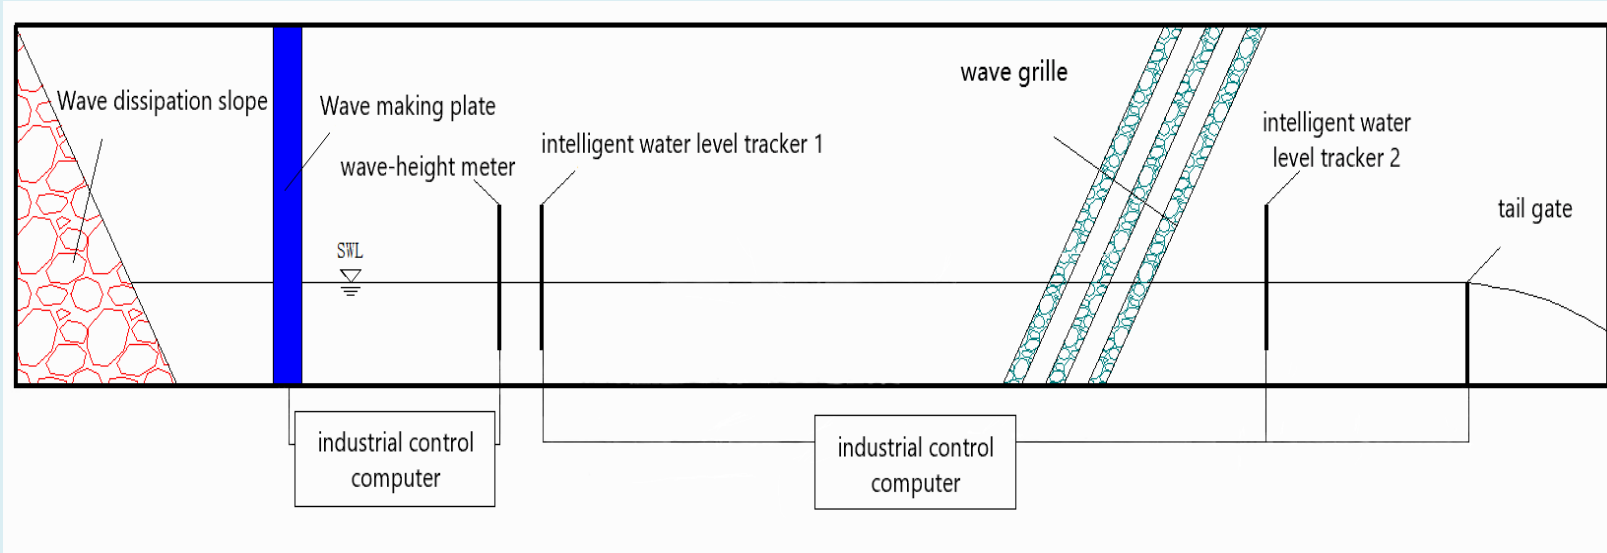 wave grille
Wave dissipation slope
Wave making plate
intelligent water
level tracker 2
intelligent water level tracker 1
wave-height meter
tail gate
SWL
industrial control
computer
industrial control
computer